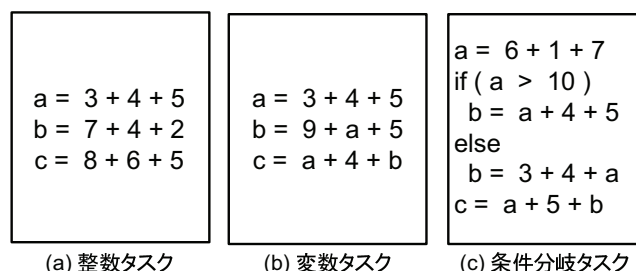 a = 3 + 4 + 5
b = 7 + 4 + 2
c = 8 + 6 + 5
(a) 整数タスク
a = 3 + 4 + 5
b = 9 + a + 5
c = a + 4 + b
(b) 変数タスク
a = 6 + 1 + 7
if ( a > 10 )
b = a + 4 + 5
else
b = 3 + 4 + a
c = a + 5 + b
(c) 条件分岐タスク